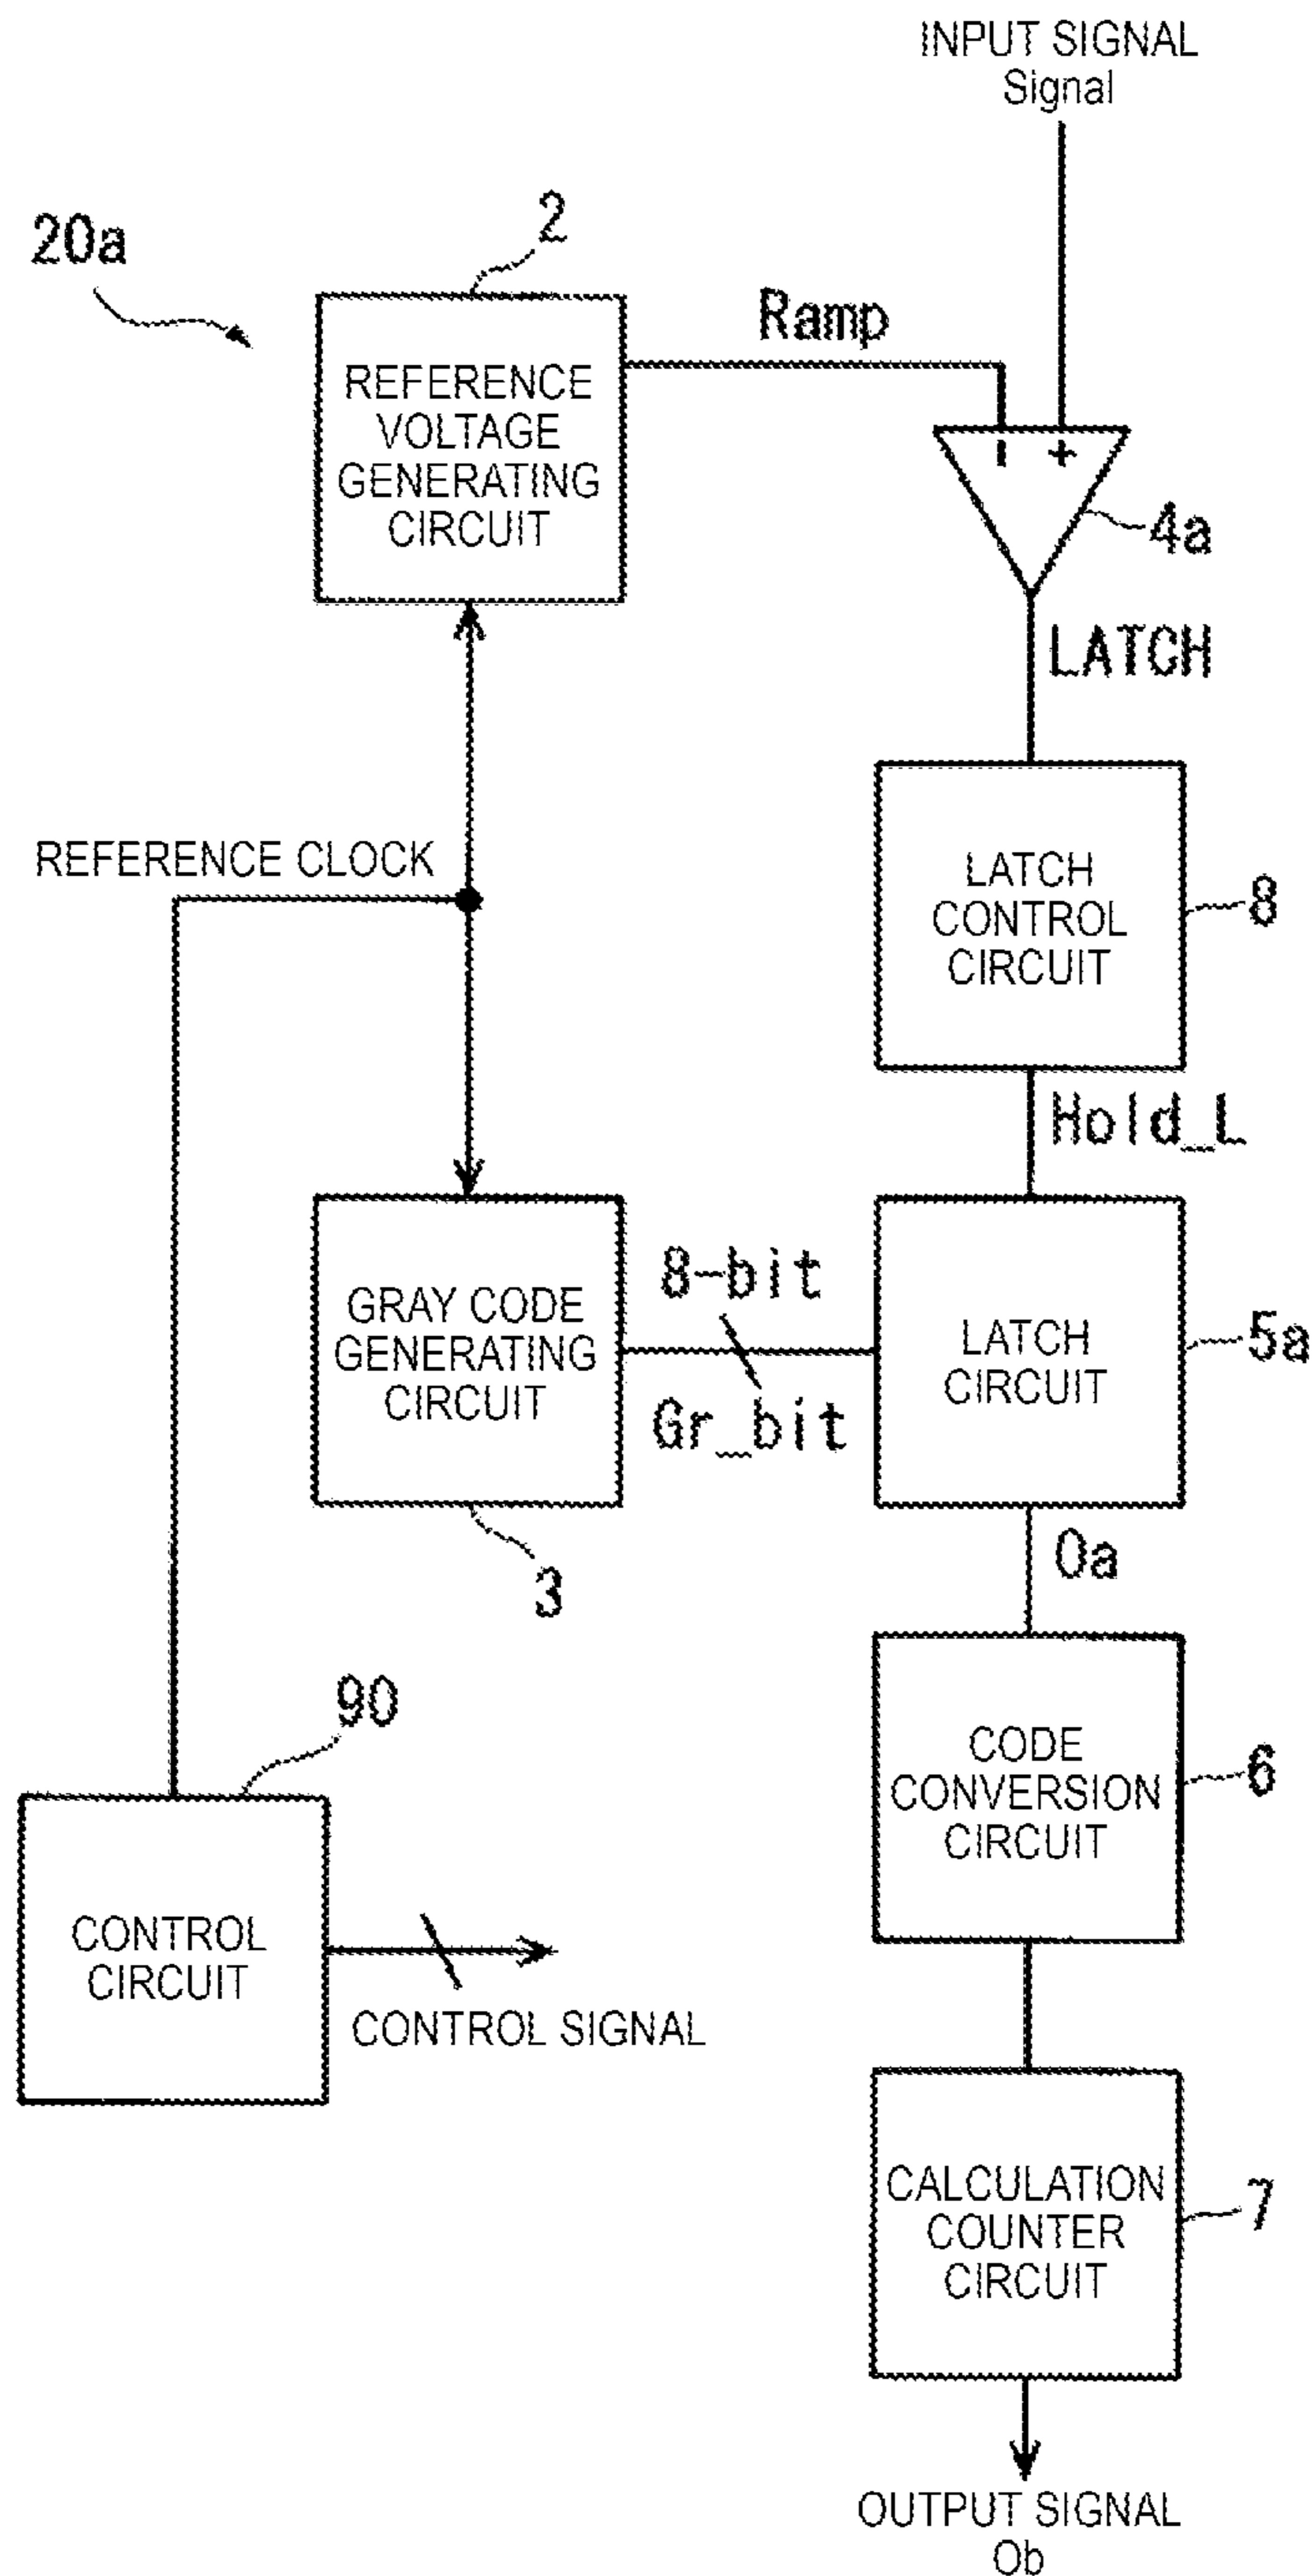 INPUT SIGNAL
Signal
20a
2
Ramp
REFERENCE
VOLTAGE
GENERATING
CIRCUIT
- +
4a
LATCH
REFERENCE CLOCK
LATCH
CONTROL
CIRCUIT
8
Hold_L
GRAY CODE
GENERATING
CIRCUIT
3
8-bit
Gr_bit
LATCH
CIRCUIT
5a
Oa
90
CONTROL
CIRCUIT
CONTROL SIGNAL
CODE
CONVERSION
CIRCUIT
6
CALCULATION
COUNTER
CIRCUIT
7
OUTPUT SIGNAL
Ob